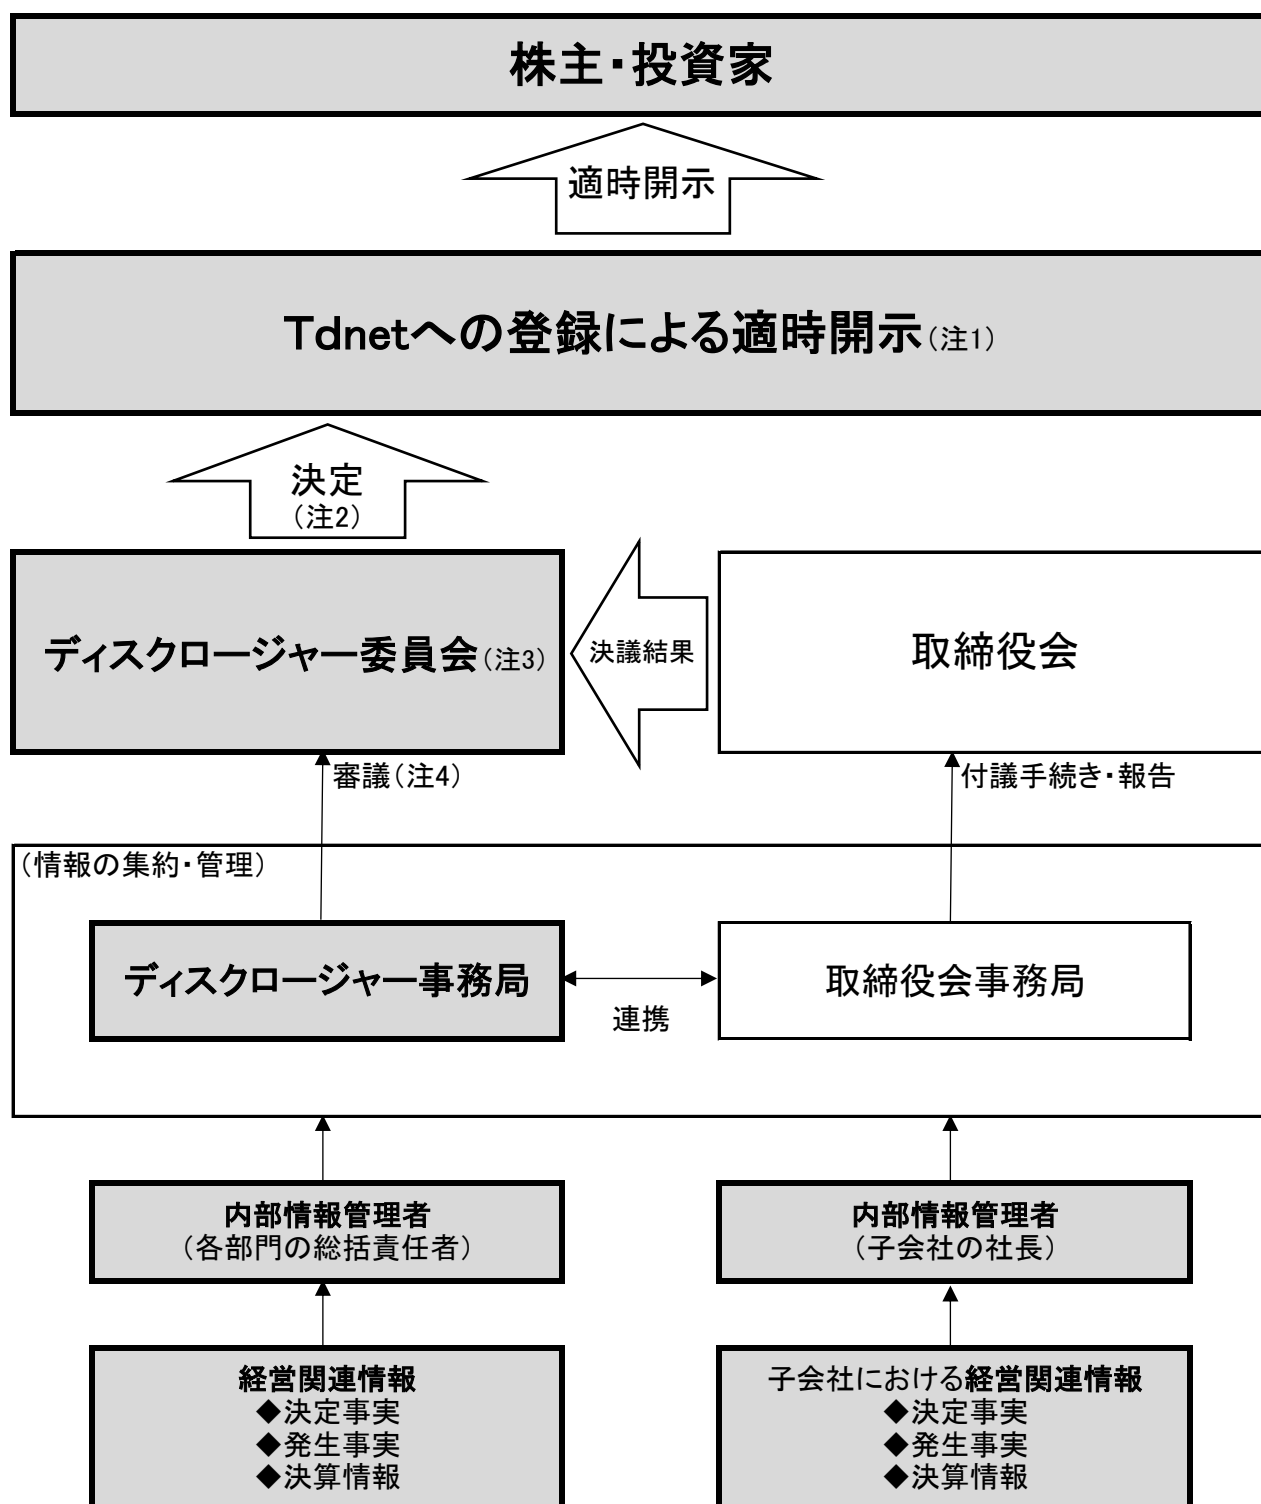 株主・投資家
適時開示
Tdnetへの登録による適時開示(注1)
決定
(注2)
ディスクロージャー委員会(注3)
決議結果
取締役会
審議(注4)
付議手続き・報告
(情報の集約・管理)
ディスクロージャー事務局
連携
取締役会事務局
内部情報管理者
(各部門の総括責任者)
内部情報管理者
(子会社の社長)
経営関連情報
◆決定事実
◆発生事実
◆決算情報
子会社における経営関連情報
◆決定事実
◆発生事実
◆決算情報